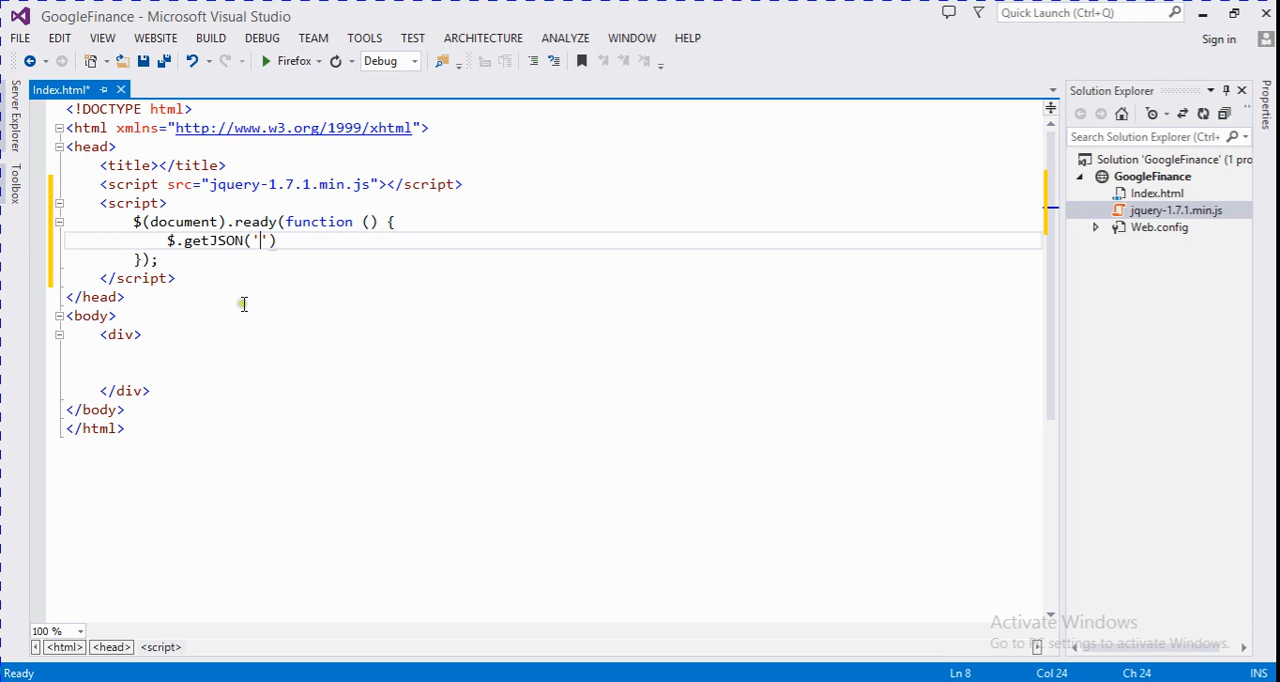 GoogleFinance - Microsoft Visual Studio
Quick Launch (Ctrl+Q)
FILE EDIT VIEW WEBSITE BUILD DEBUG TEAM TOOLS TEST ARCHITECTURE ANALYZE WINDOW HELP
Sign in
Firefox Debug
Server Explorer
Toolbox
Index.html*
<!DOCTYPE html>
<html xmlns="http://www.w3.org/1999/xhtml">
<head>
<title></title>
<script src="jquery-1.7.1.min.js"></script>
<script>
$(document).ready(function () {
$.getJSON('')
});
</script>
</head>
<body>
<div>
</div>
</body>
</html>
Solution Explorer
Search Solution Explorer (Ctrl+
Solution 'GoogleFinance' (1 pro
GoogleFinance
Index.html
jquery-1.7.1.min.js
Web.config
Properties
Activate Windows
Go to PC settings to activate Windows.
100 %
<html> <head> <script>
Ready Ln 8 Col 24 Ch 24 INS